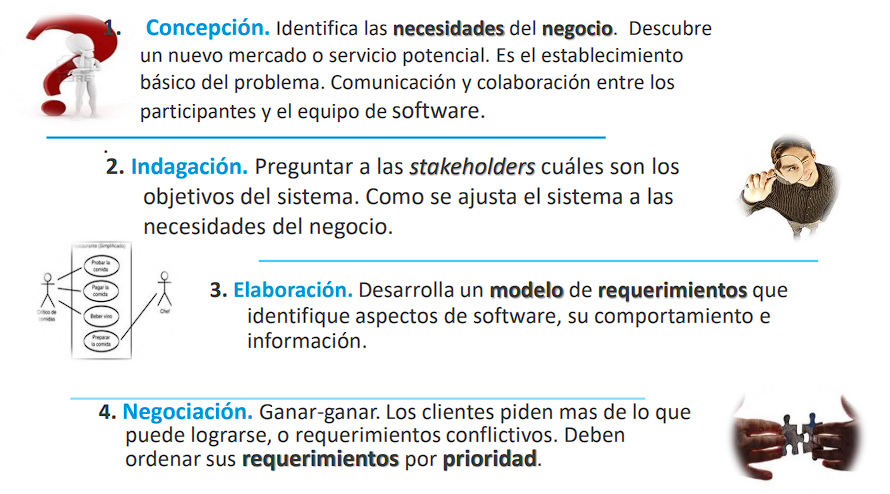 1. Concepción. Identifica las necesidades del negocio. Descubre
un nuevo mercado o servicio potencial. Es el establecimiento
básico del problema. Comunicación y colaboración entre los
participantes y el equipo de software.
2. Indagación. Preguntar a las stakeholders cuáles son los
objetivos del sistema. Como se ajusta el sistema a las
necesidades del negocio.
(Simplificado)
Probar la
comida
Pagar la
comida
Beber vino
Preparar
la comida
Crítico de
comidas
Chef
3. Elaboración. Desarrolla un modelo de requerimientos que
identifique aspectos de software, su comportamiento e
información.
4. Negociación. Ganar-ganar. Los clientes piden mas de lo que
puede lograrse, o requerimientos conflictivos. Deben
ordenar sus requerimientos por prioridad.